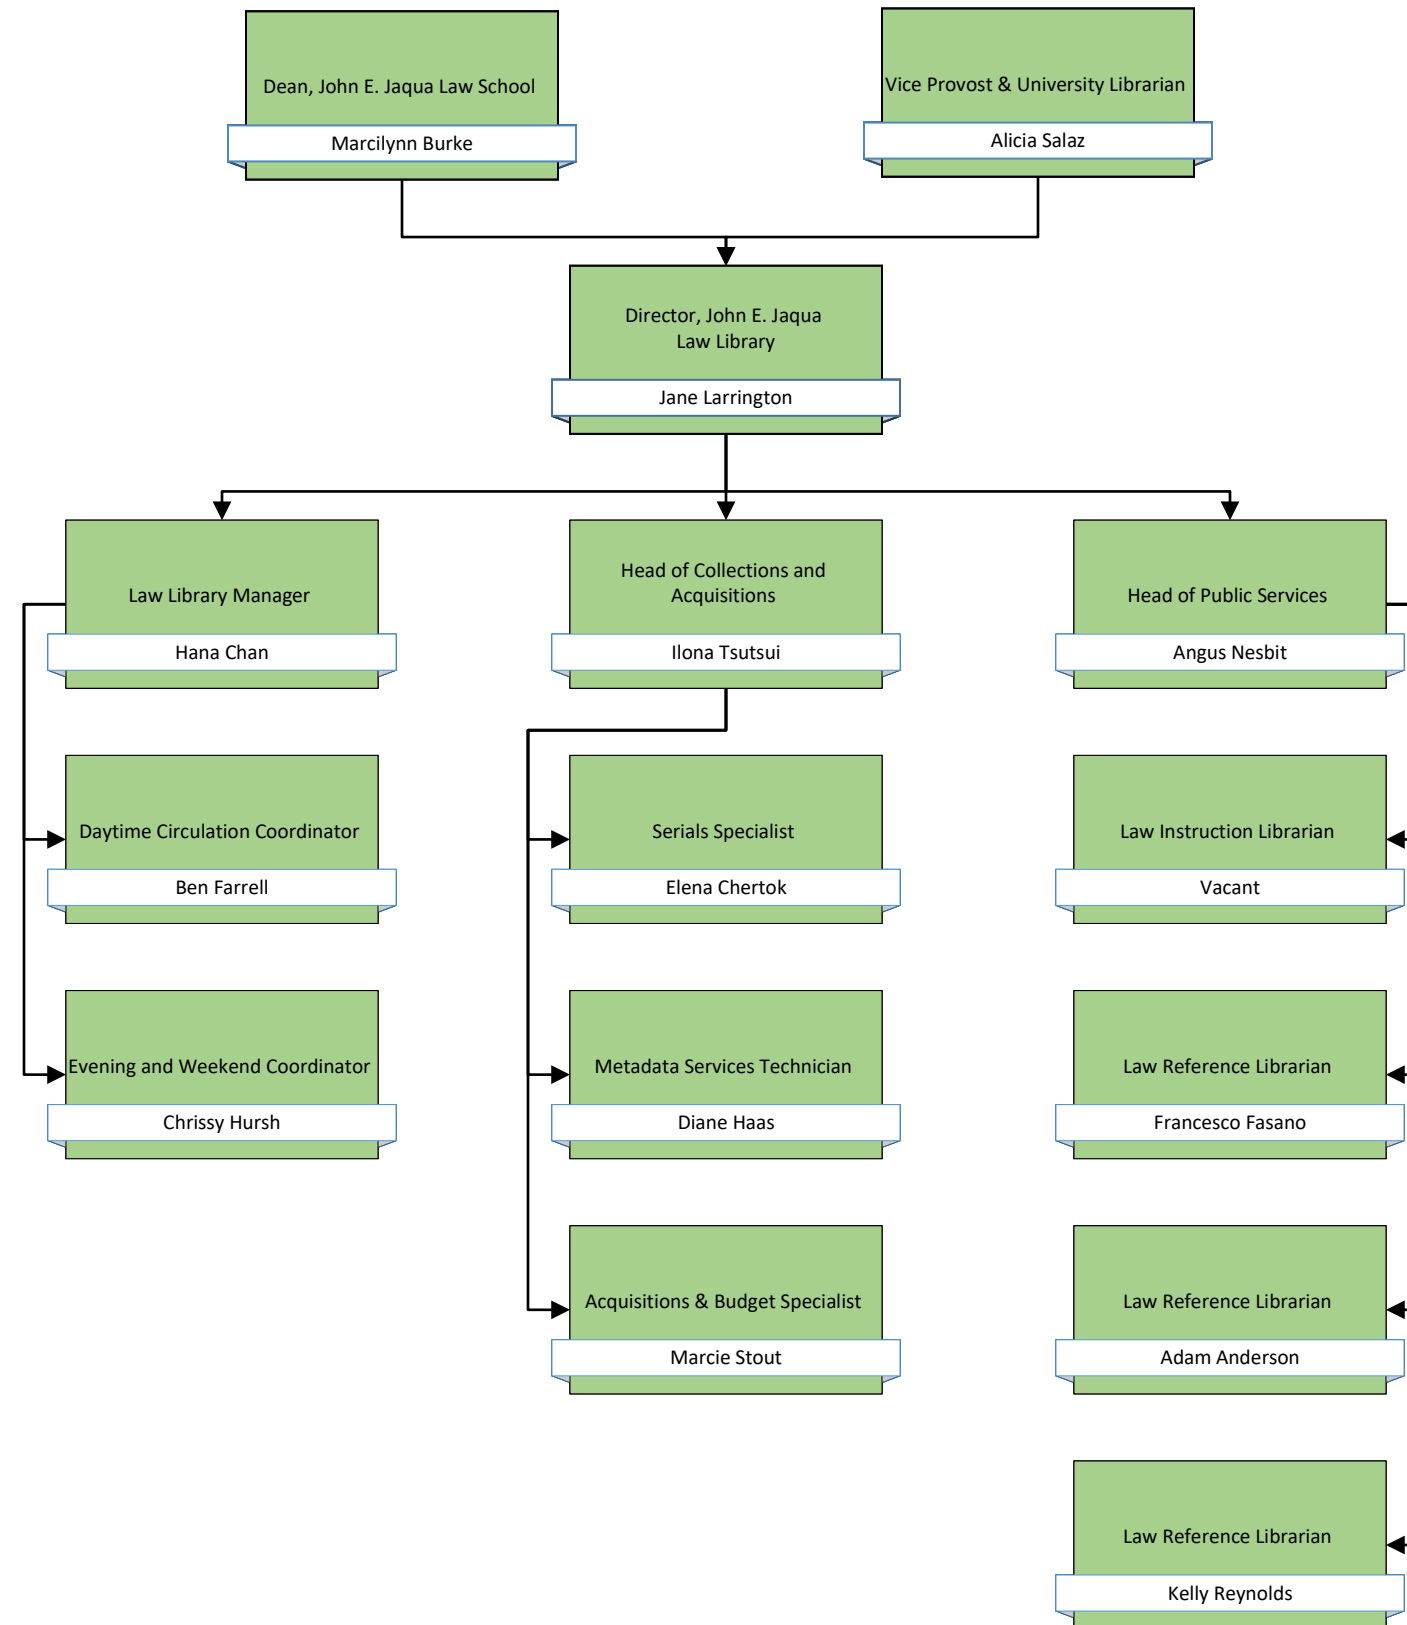 Dean, John E. Jaqua Law School
Marcilynn Burke
Vice Provost & University Librarian
Alicia Salaz
Director, John E. Jaqua
Law Library
Jane Larrington
Law Library Manager
Hana Chan
Head of Collections and
Acquisitions
Ilona Tsutsui
Head of Public Services
Angus Nesbit
Daytime Circulation Coordinator
Ben Farrell
Serials Specialist
Elena Chertok
Law Instruction Librarian
Vacant
Evening and Weekend Coordinator
Chrissy Hursh
Metadata Services Technician
Diane Haas
Law Reference Librarian
Francesco Fasano
Acquisitions & Budget Specialist
Marcie Stout
Law Reference Librarian
Adam Anderson
Law Reference Librarian
Kelly Reynolds